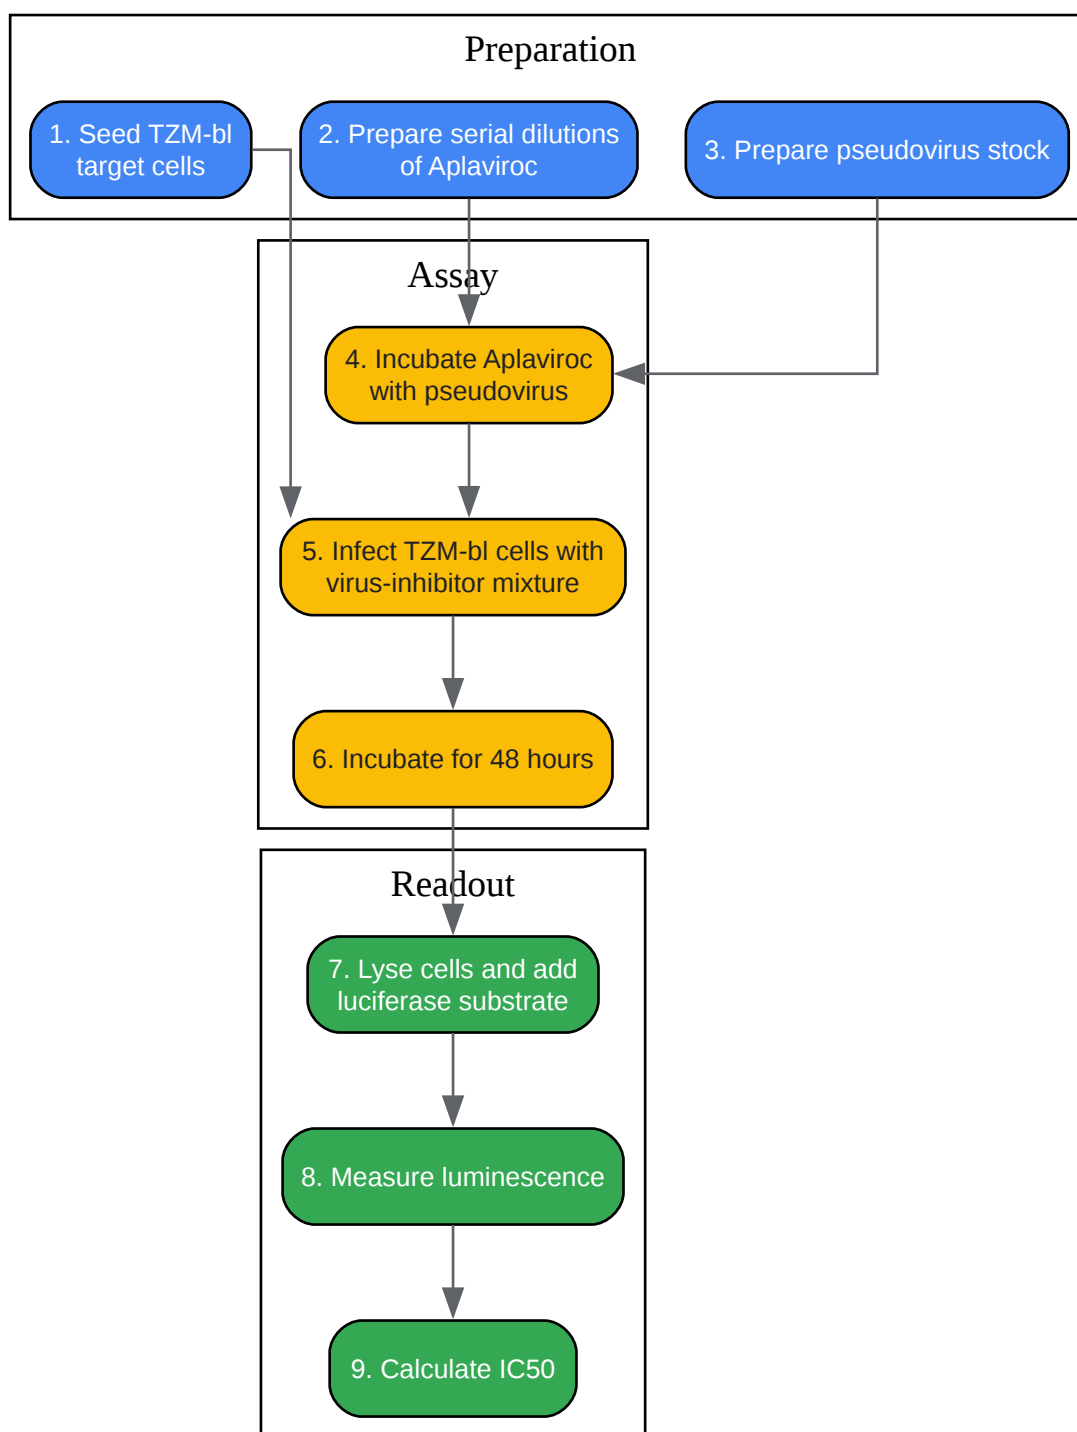 Preparation
1. Seed TZM-bl
target cells
2. Prepare serial dilutions
of Aplaviroc
3. Prepare pseudovirus stock
Assay
4. Incubate Aplaviroc
with pseudovirus
5. Infect TZM-bl cells with
virus-inhibitor mixture
6. Incubate for 48 hours
Readout
7. Lyse cells and add
luciferase substrate
8. Measure luminescence
9. Calculate IC50